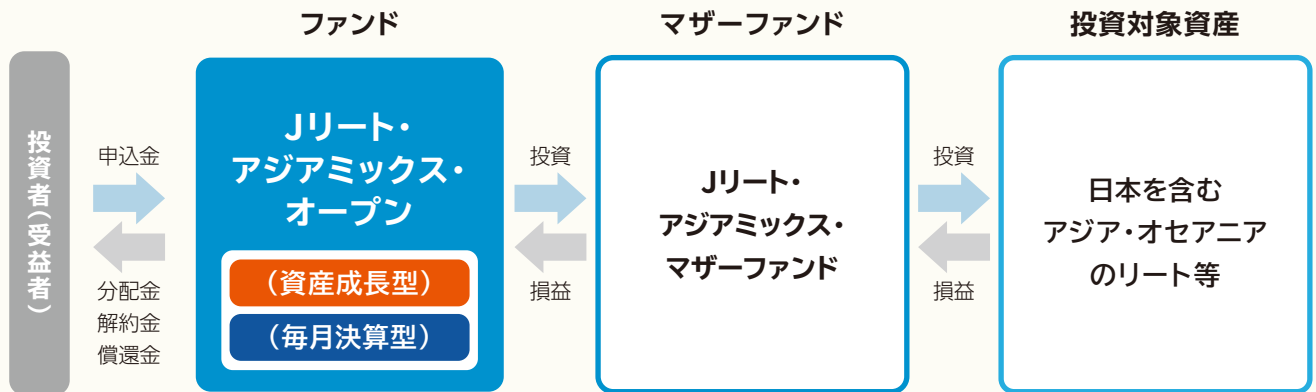 ファンド
マザーファンド
投資対象資産
投資者(受益者)
申込金
分配金
解約金
償還金
Jリート・
アジアミックス・
オープン
(資産成長型)
(毎月決算型)
投資
損益
Jリート・
アジアミックス・
マザーファンド
投資
損益
日本を含む
アジア・オセアニア
のリート等